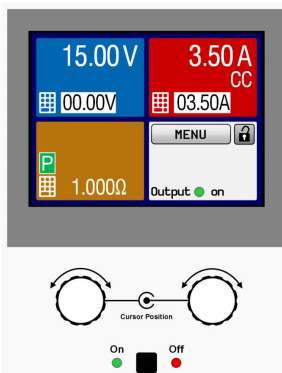 15.00V
00.00V
3.50A
CC
03.50A
P
1.000Ω
MENU
Output on
Cursor Position
On Off